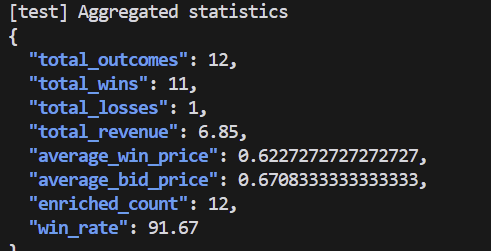 [test] Aggregated statistics
{
  "total_outcomes": 12,
  "total_wins": 11,
  "total_losses": 1,
  "total_revenue": 6.85,
  "average_win_price": 0.6227272727272727,
  "average_bid_price": 0.6708333333333333,
  "enriched_count": 12,
  "win_rate": 91.67
}